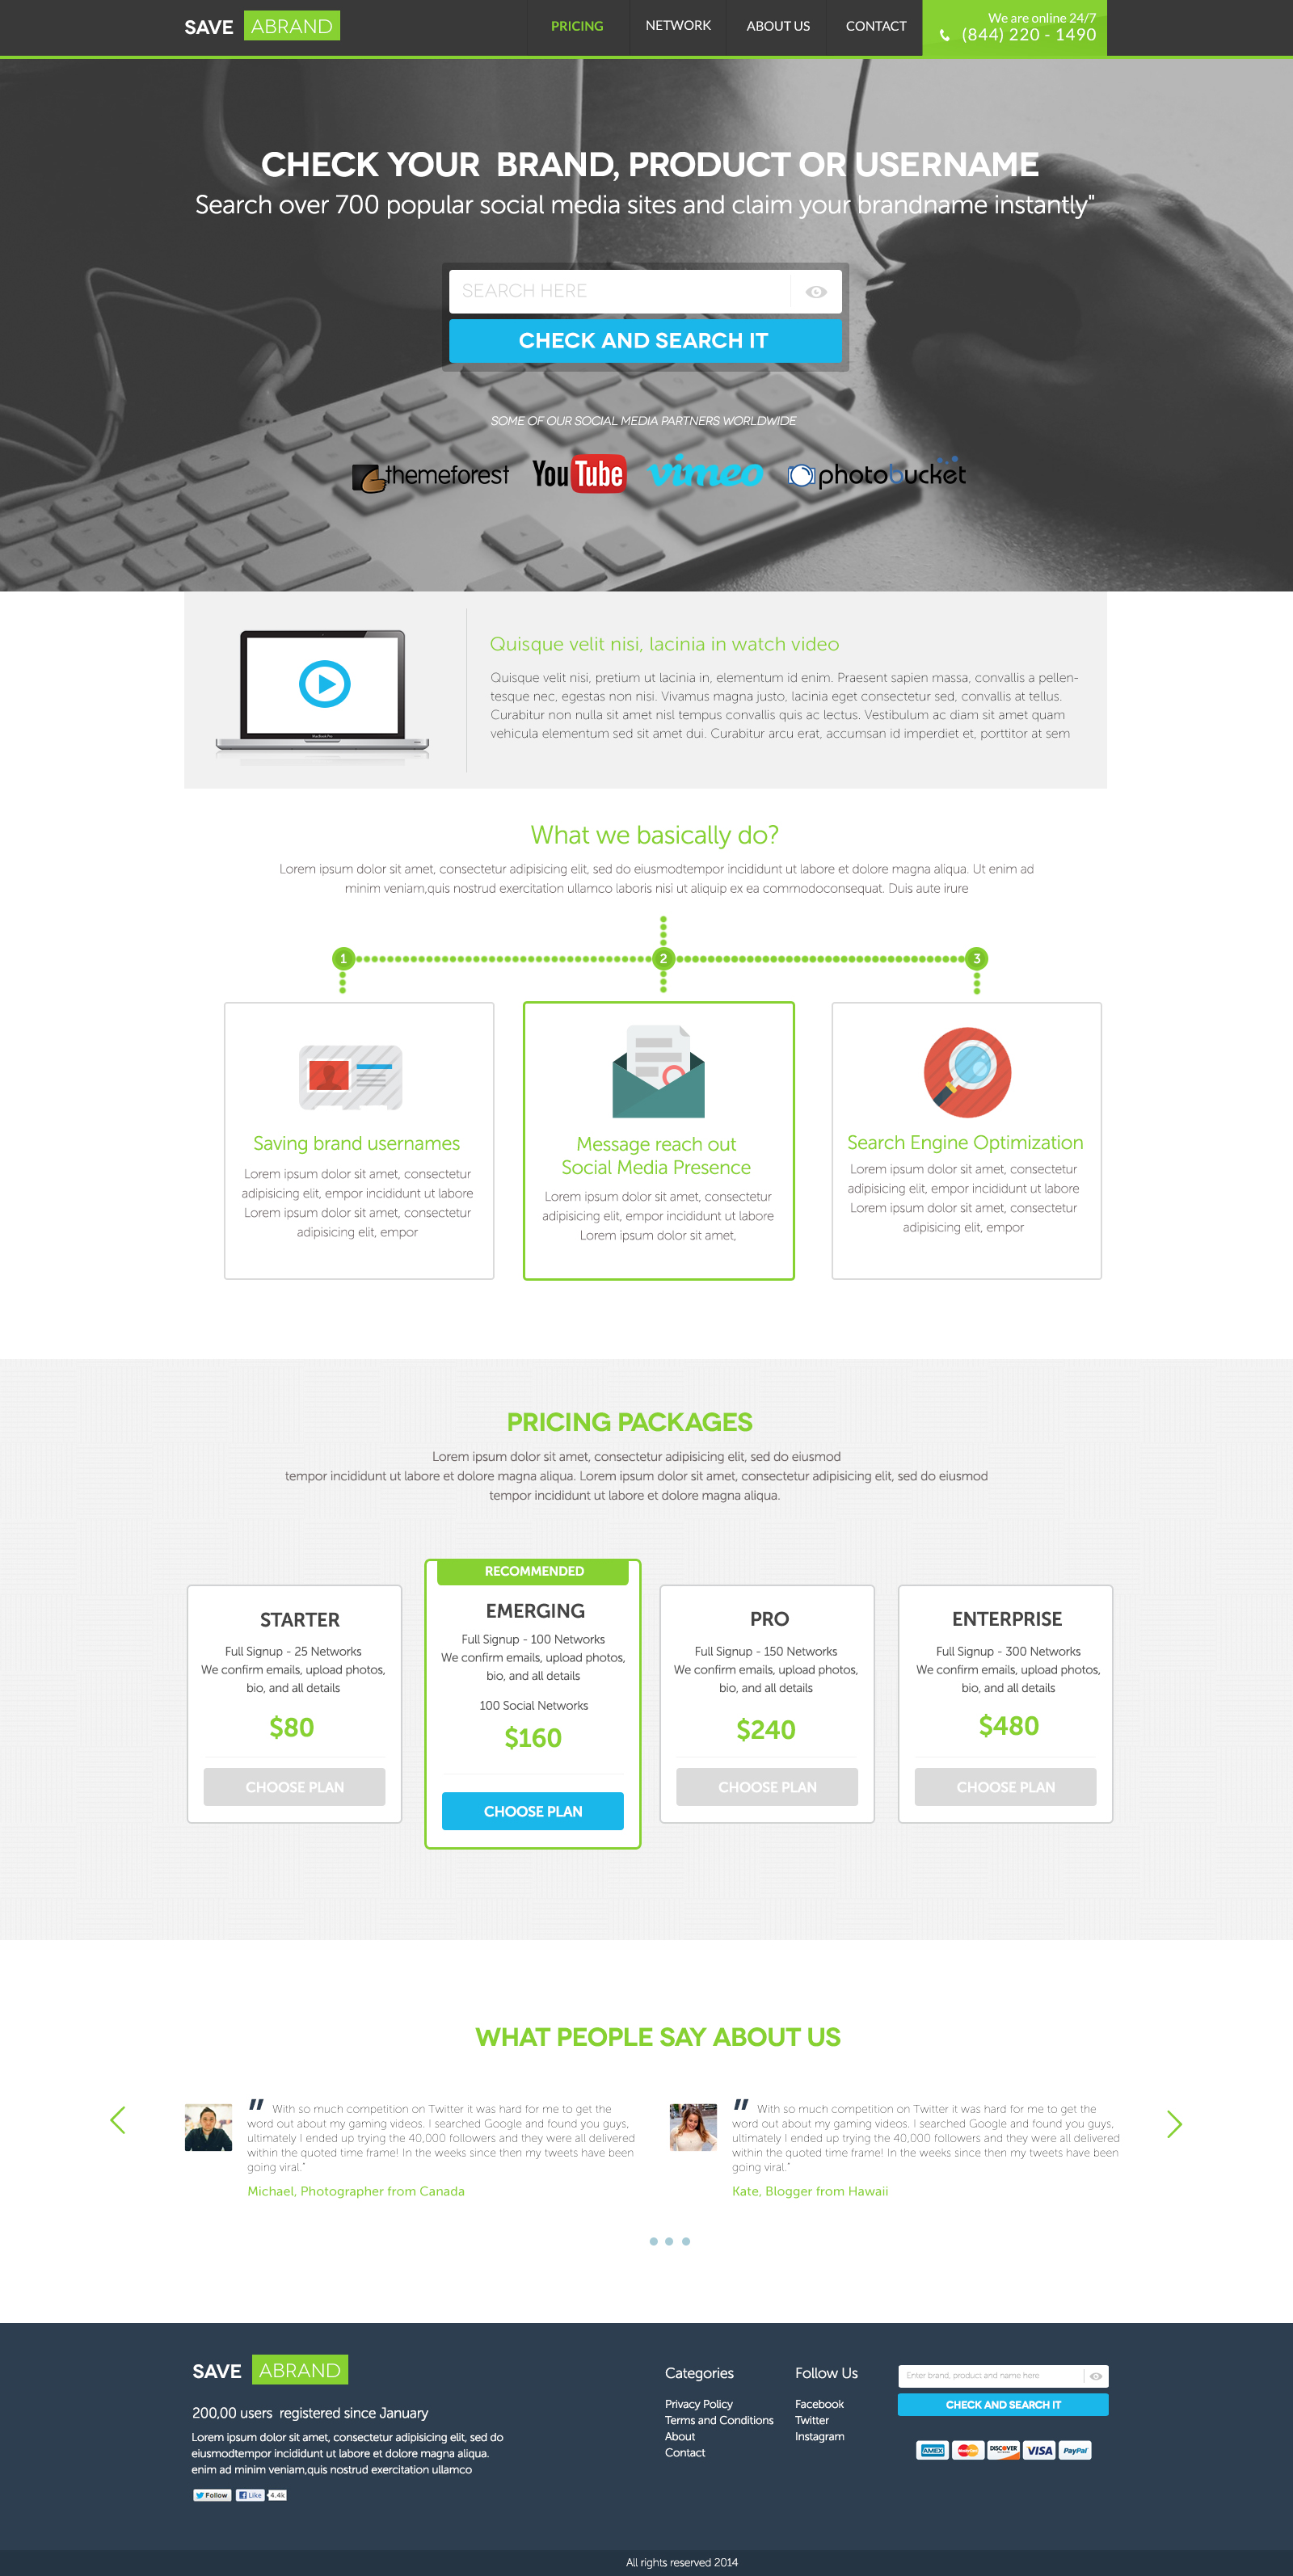 SAVE ABRAND
PRICING
NETWORK
ABOUT US
CONTACT
We are online 24/7
(844) 220 - 1490
CHECK YOUR BRAND, PRODUCT OR USERNAME
Search over 700 popular social media sites and claim your brandname instantly"
SEARCH HERE
CHECK AND SEARCH IT
SOME OF OUR SOCIAL MEDIA PARTNERS WORLDWIDE
themeforest
YouTube
vimeo
photobucket
return
MacBook Pro
Quisque velit nisi, lacinia in watch video
Quisque velit nisi, pretium ut lacinia in, elementum id enim. Praesent sapien massa, convallis a pellen-
tesque nec, egestas non nisi. Vivamus magna justo, lacinia eget consectetur sed, convallis at tellus.
Curabitur non nulla sit amet nisl tempus convallis quis ac lectus. Vestibulum ac diam sit amet quam
vehicula elementum sed sit amet dui. Curabitur arcu erat, accumsan id imperdiet et, porttitor at sem
What we basically do?
Lorem ipsum dolor sit amet, consectetur adipisicing elit, sed do eiusmodtempor incididunt ut labore et dolore magna aliqua. Ut enim ad
minim veniam,quis nostrud exercitation ullamco laboris nisi ut aliquip ex ea commodoconsequat. Duis aute irure
1
2
3
Saving brand usernames
Lorem ipsum dolor sit amet, consectetur
adipisicing elit, empor incididunt ut labore
Lorem ipsum dolor sit amet, consectetur
adipisicing elit, empor
Message reach out
Social Media Presence
Lorem ipsum dolor sit amet, consectetur
adipisicing elit, empor incididunt ut labore
Lorem ipsum dolor sit amet,
Search Engine Optimization
Lorem ipsum dolor sit amet, consectetur
adipisicing elit, empor incididunt ut labore
Lorem ipsum dolor sit amet, consectetur
adipisicing elit, empor
PRICING PACKAGES
Lorem ipsum dolor sit amet, consectetur adipisicing elit, sed do eiusmod
tempor incididunt ut labore et dolore magna aliqua. Lorem ipsum dolor sit amet, consectetur adipisicing elit, sed do eiusmod
tempor incididunt ut labore et dolore magna aliqua.
STARTER
Full Signup - 25 Networks
We confirm emails, upload photos,
bio, and all details
$80
CHOOSE PLAN
RECOMMENDED
EMERGING
Full Signup - 100 Networks
We confirm emails, upload photos,
bio, and all details
100 Social Networks
$160
CHOOSE PLAN
PRO
Full Signup - 150 Networks
We confirm emails, upload photos,
bio, and all details
$240
CHOOSE PLAN
ENTERPRISE
Full Signup - 300 Networks
We confirm emails, upload photos,
bio, and all details
$480
CHOOSE PLAN
WHAT PEOPLE SAY ABOUT US
" With so much competition on Twitter it was hard for me to get the
word out about my gaming videos. I searched Google and found you guys,
ultimately I ended up trying the 40,000 followers and they were all delivered
within the quoted time frame! In the weeks since then my tweets have been
going viral."
Michael, Photographer from Canada
" With so much competition on Twitter it was hard for me to get the
word out about my gaming videos. I searched Google and found you guys,
ultimately I ended up trying the 40,000 followers and they were all delivered
within the quoted time frame! In the weeks since then my tweets have been
going viral."
Kate, Blogger from Hawaii
SAVE ABRAND
200,00 users registered since January
Lorem ipsum dolor sit amet, consectetur adipisicing elit, sed do
eiusmodtempor incididunt ut labore et dolore magna aliqua.
enim ad minim veniam,quis nostrud exercitation ullamco
Follow
Like
4.4k
Categories
Privacy Policy
Terms and Conditions
About
Contact
Follow Us
Facebook
Twitter
Instagram
Enter brand, product and name here
CHECK AND SEARCH IT
AMEX
MasterCard
DISCOVER
VISA
PayPal
All rights reserved 2014